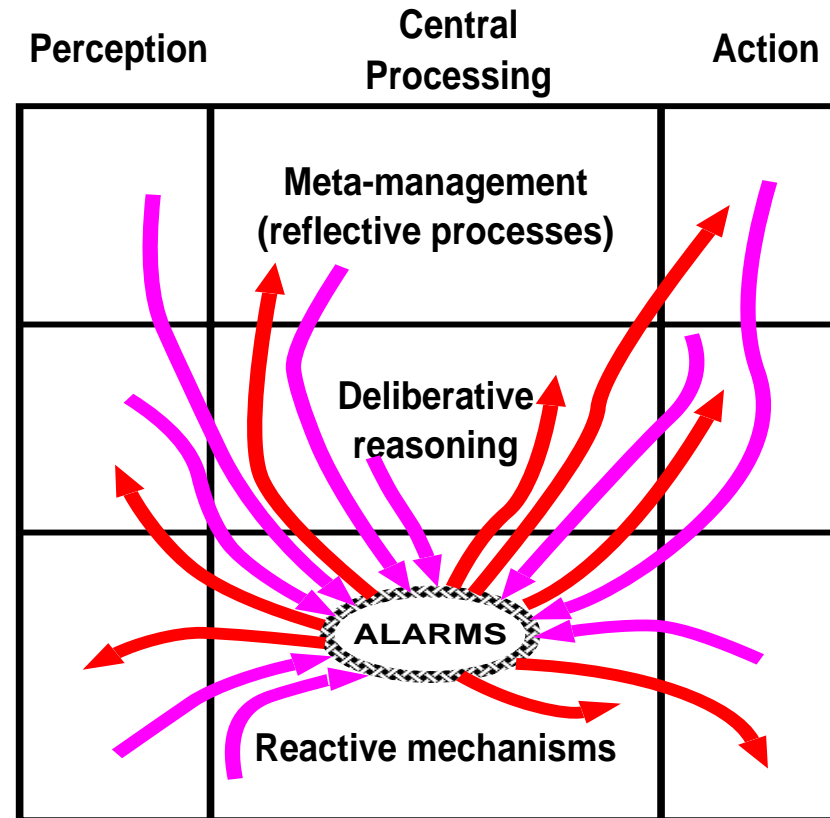 Perception
Central
Processing
Action
Meta-management
(reflective processes)
Deliberative
reasoning
ALARMS
Reactive mechanisms